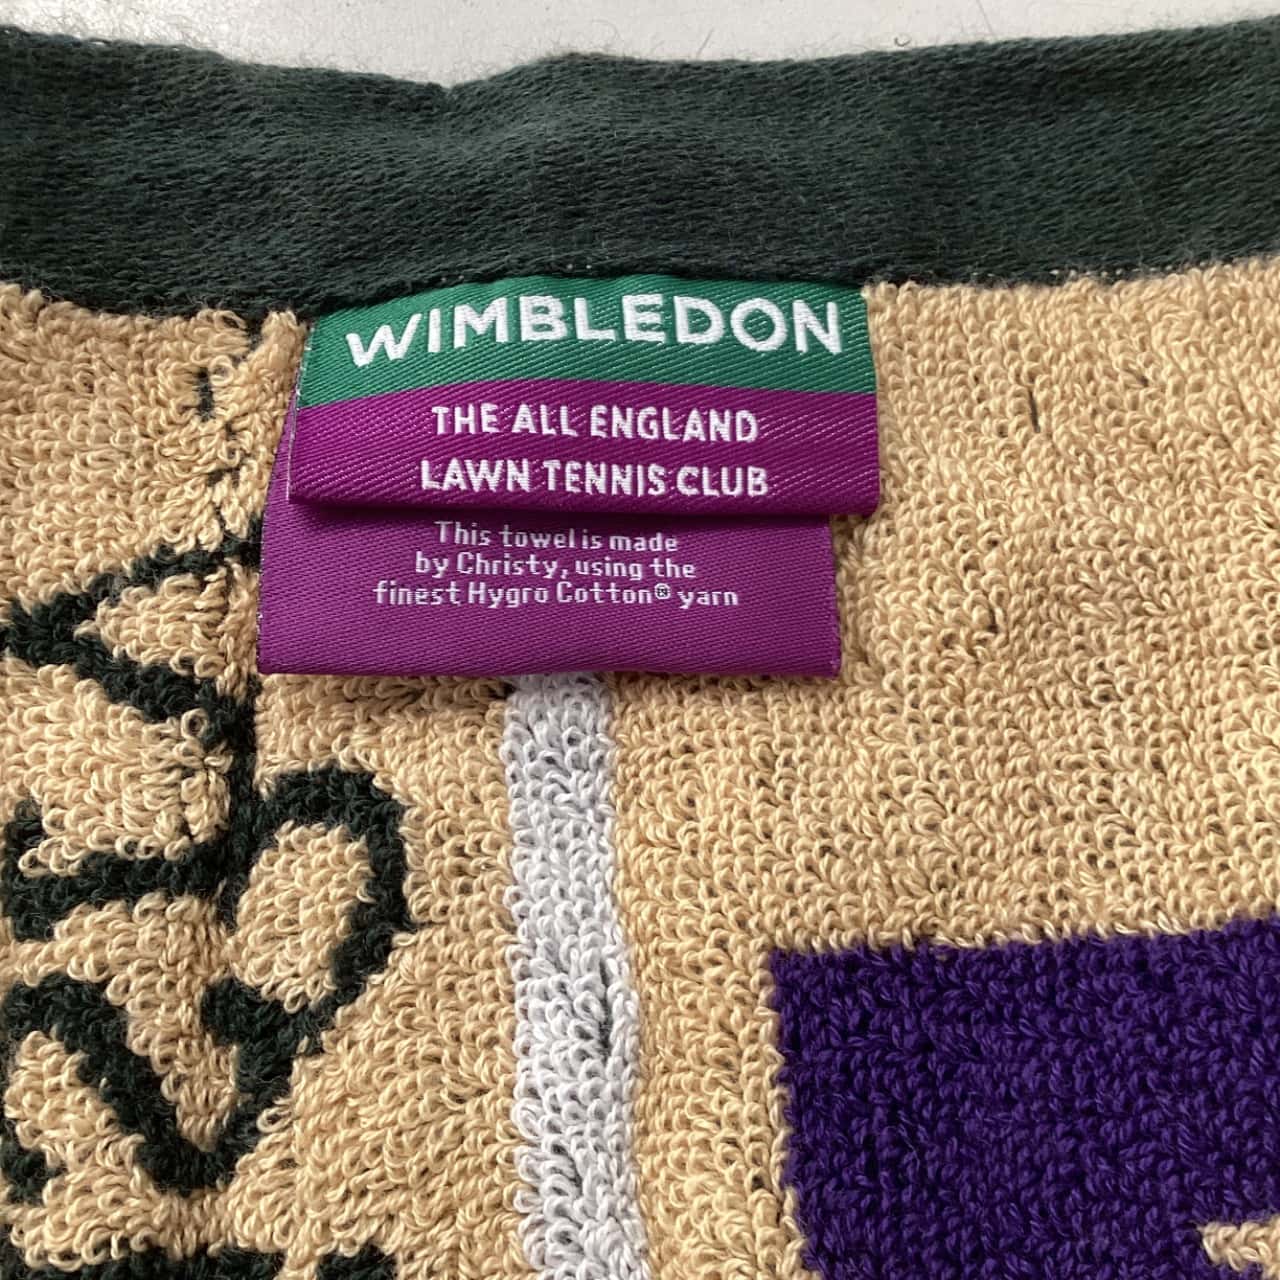 WIMBLEDON
THE ALL ENGLAND
LAWN TENNIS CLUB
This towel is made
by Christy, using the
finest Hygro Cotton® yarn